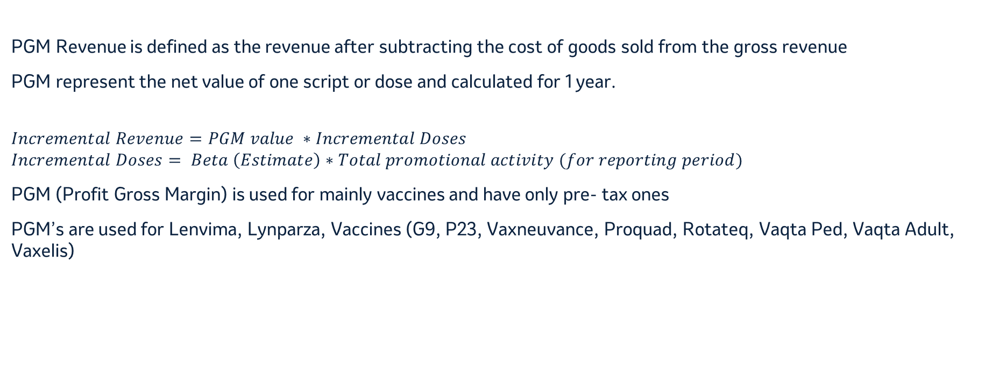 PGM Revenue is defined as the revenue after subtracting the cost of goods sold from the gross revenue
PGM represent the net value of one script or dose and calculated for 1 year.
Incremental Revenue = PGM value * Incremental Doses
Incremental Doses = Beta (Estimate) * Total promotional activity (for reporting period)
PGM (Profit Gross Margin) is used for mainly vaccines and have only pre- tax ones
PGM’s are used for Lenvima, Lynparza, Vaccines (G9, P23, Vaxneuvance, Proquad, Rotateq, Vaqta Ped, Vaqta Adult,
Vaxelis)